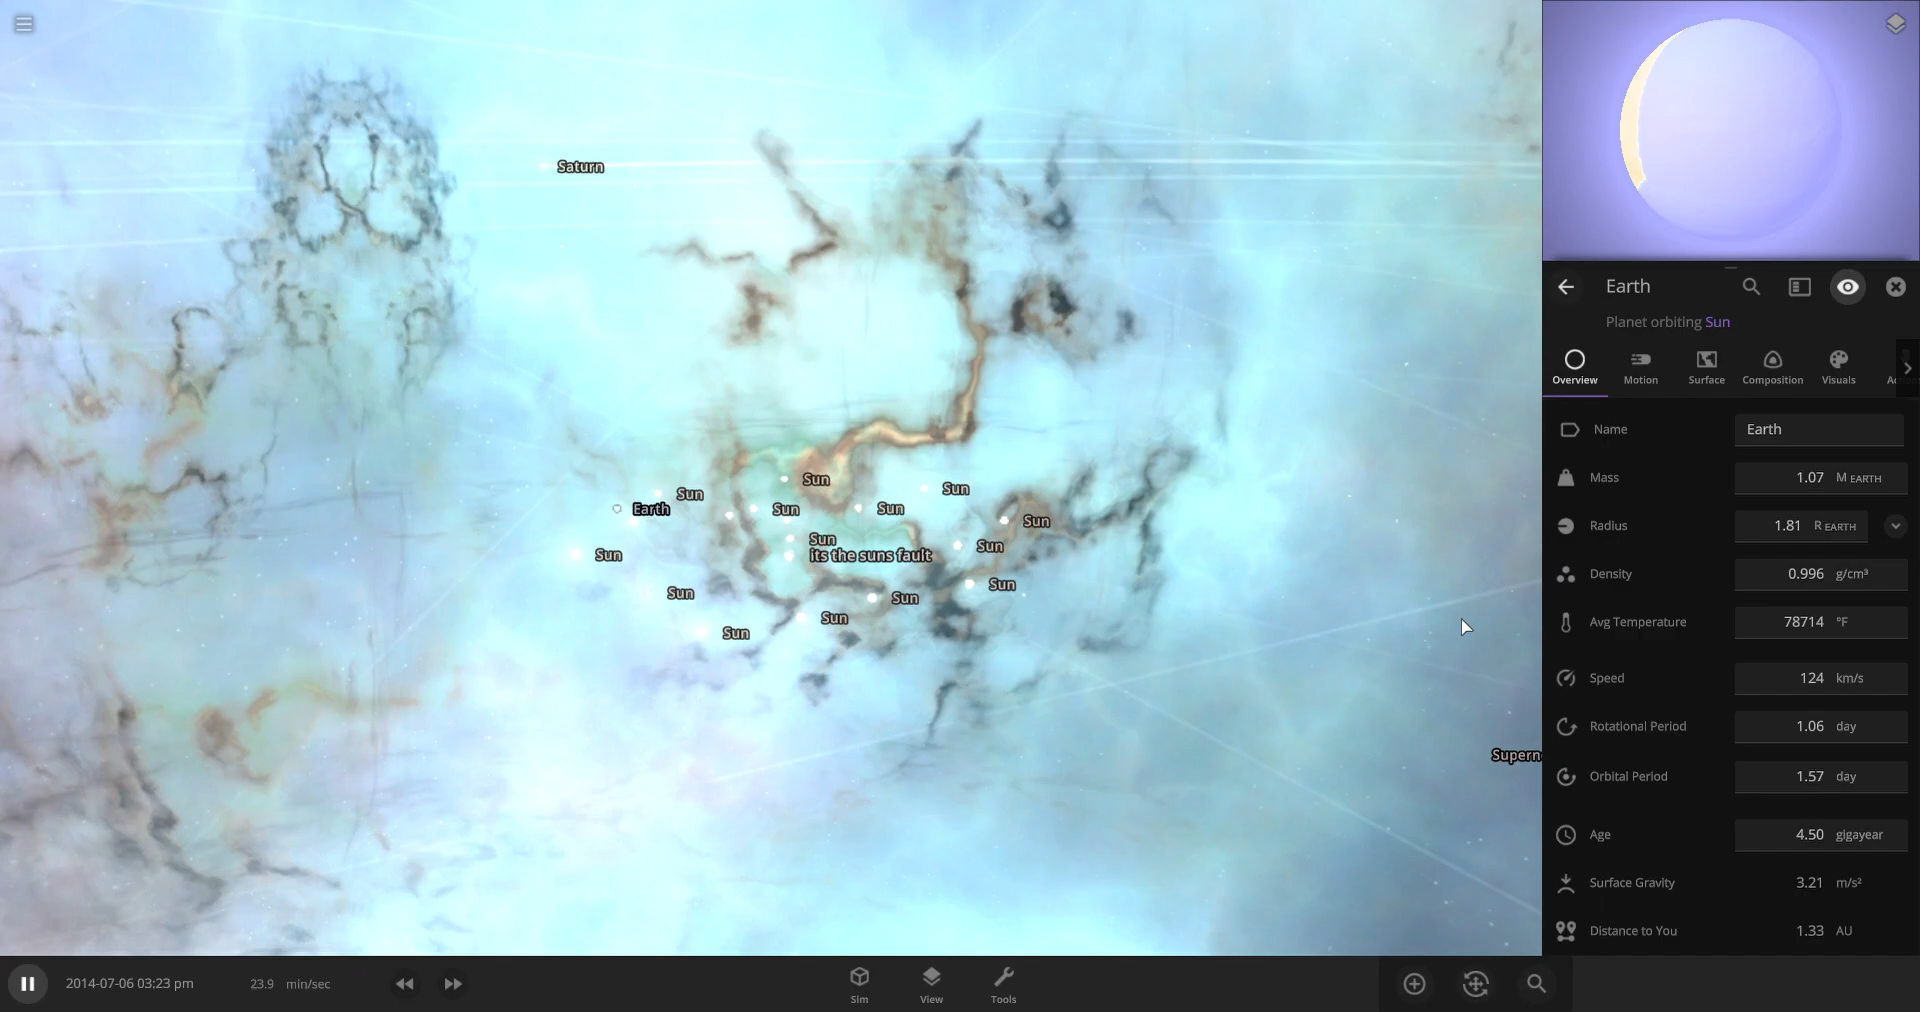 Saturn
Sun
Sun
Earth
Sun
Sun
Sun
Sun
Sun
its the suns fault
Sun
Sun
Sun
Sun
Sun
Sun
Sun
Supern
Earth
Planet orbiting Sun
Overview Motion Surface Composition Visuals
Name Earth
Mass 1.07 M EARTH
Radius 1.81 R EARTH
Density 0.996 g/cm³
Avg Temperature 78714 °F
Speed 124 km/s
Rotational Period 1.06 day
Orbital Period 1.57 day
Age 4.50 gigayear
Surface Gravity 3.21 m/s²
Distance to You 1.33 AU
2014-07-06 03:23 pm 23.9 min/sec
Sim View Tools